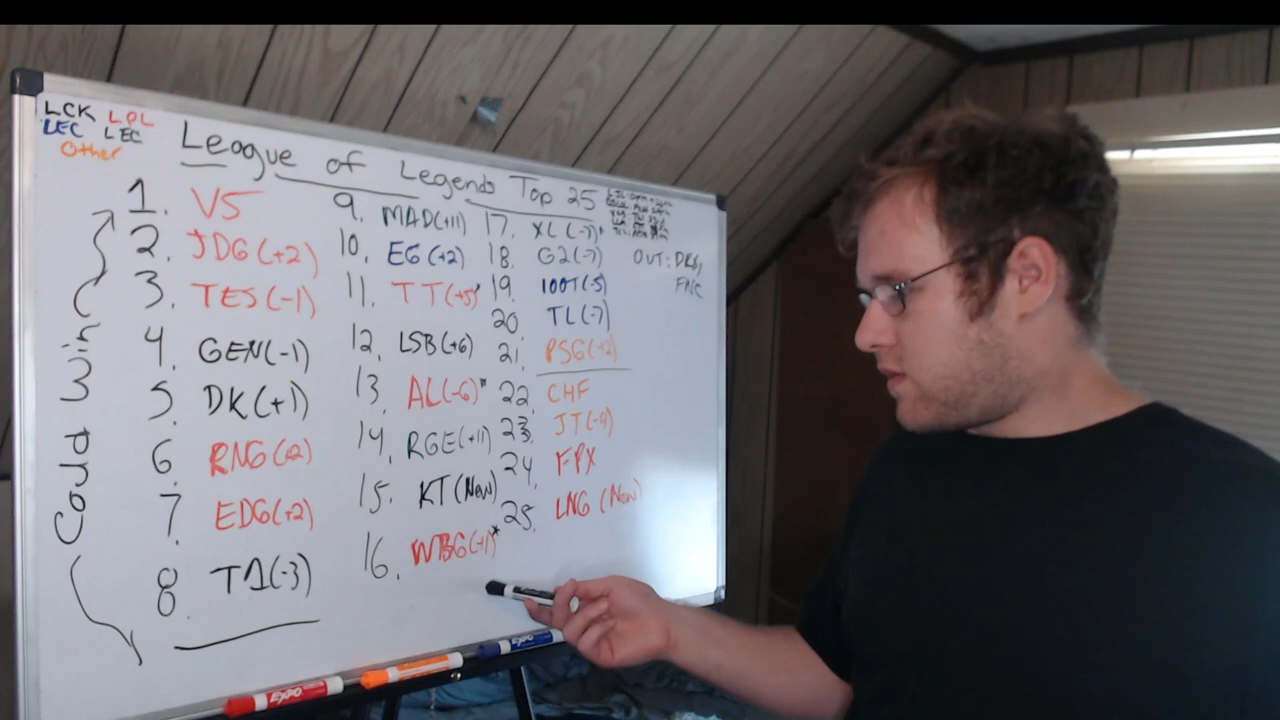 LCK LPL
LEC LEC
Other
League of Legends Top 25
Could win
1. V5
2. JDG (+2)
3. TES (-1)
4. GEN (-1)
5. DK (+1)
6. RNG
7. EDG (+2)
8. T1 (-3)
9. MAD (+11)
10. EG (+2)
11. TT (+5)*
12. LSB (+6)
13. AL (-6)*
14. RGE (+11)
15. KT (New)
16. WBG (+1)*
17. XL (-7)*
18. G2 (-7)
19. 100T (-5)
20. TL (-7)
21. PSG (+2)
22. CHF
23. JT (-4)
24. FPX
25. LNG (New)
OUT: DRX,
FNC
EXPO
EXPO